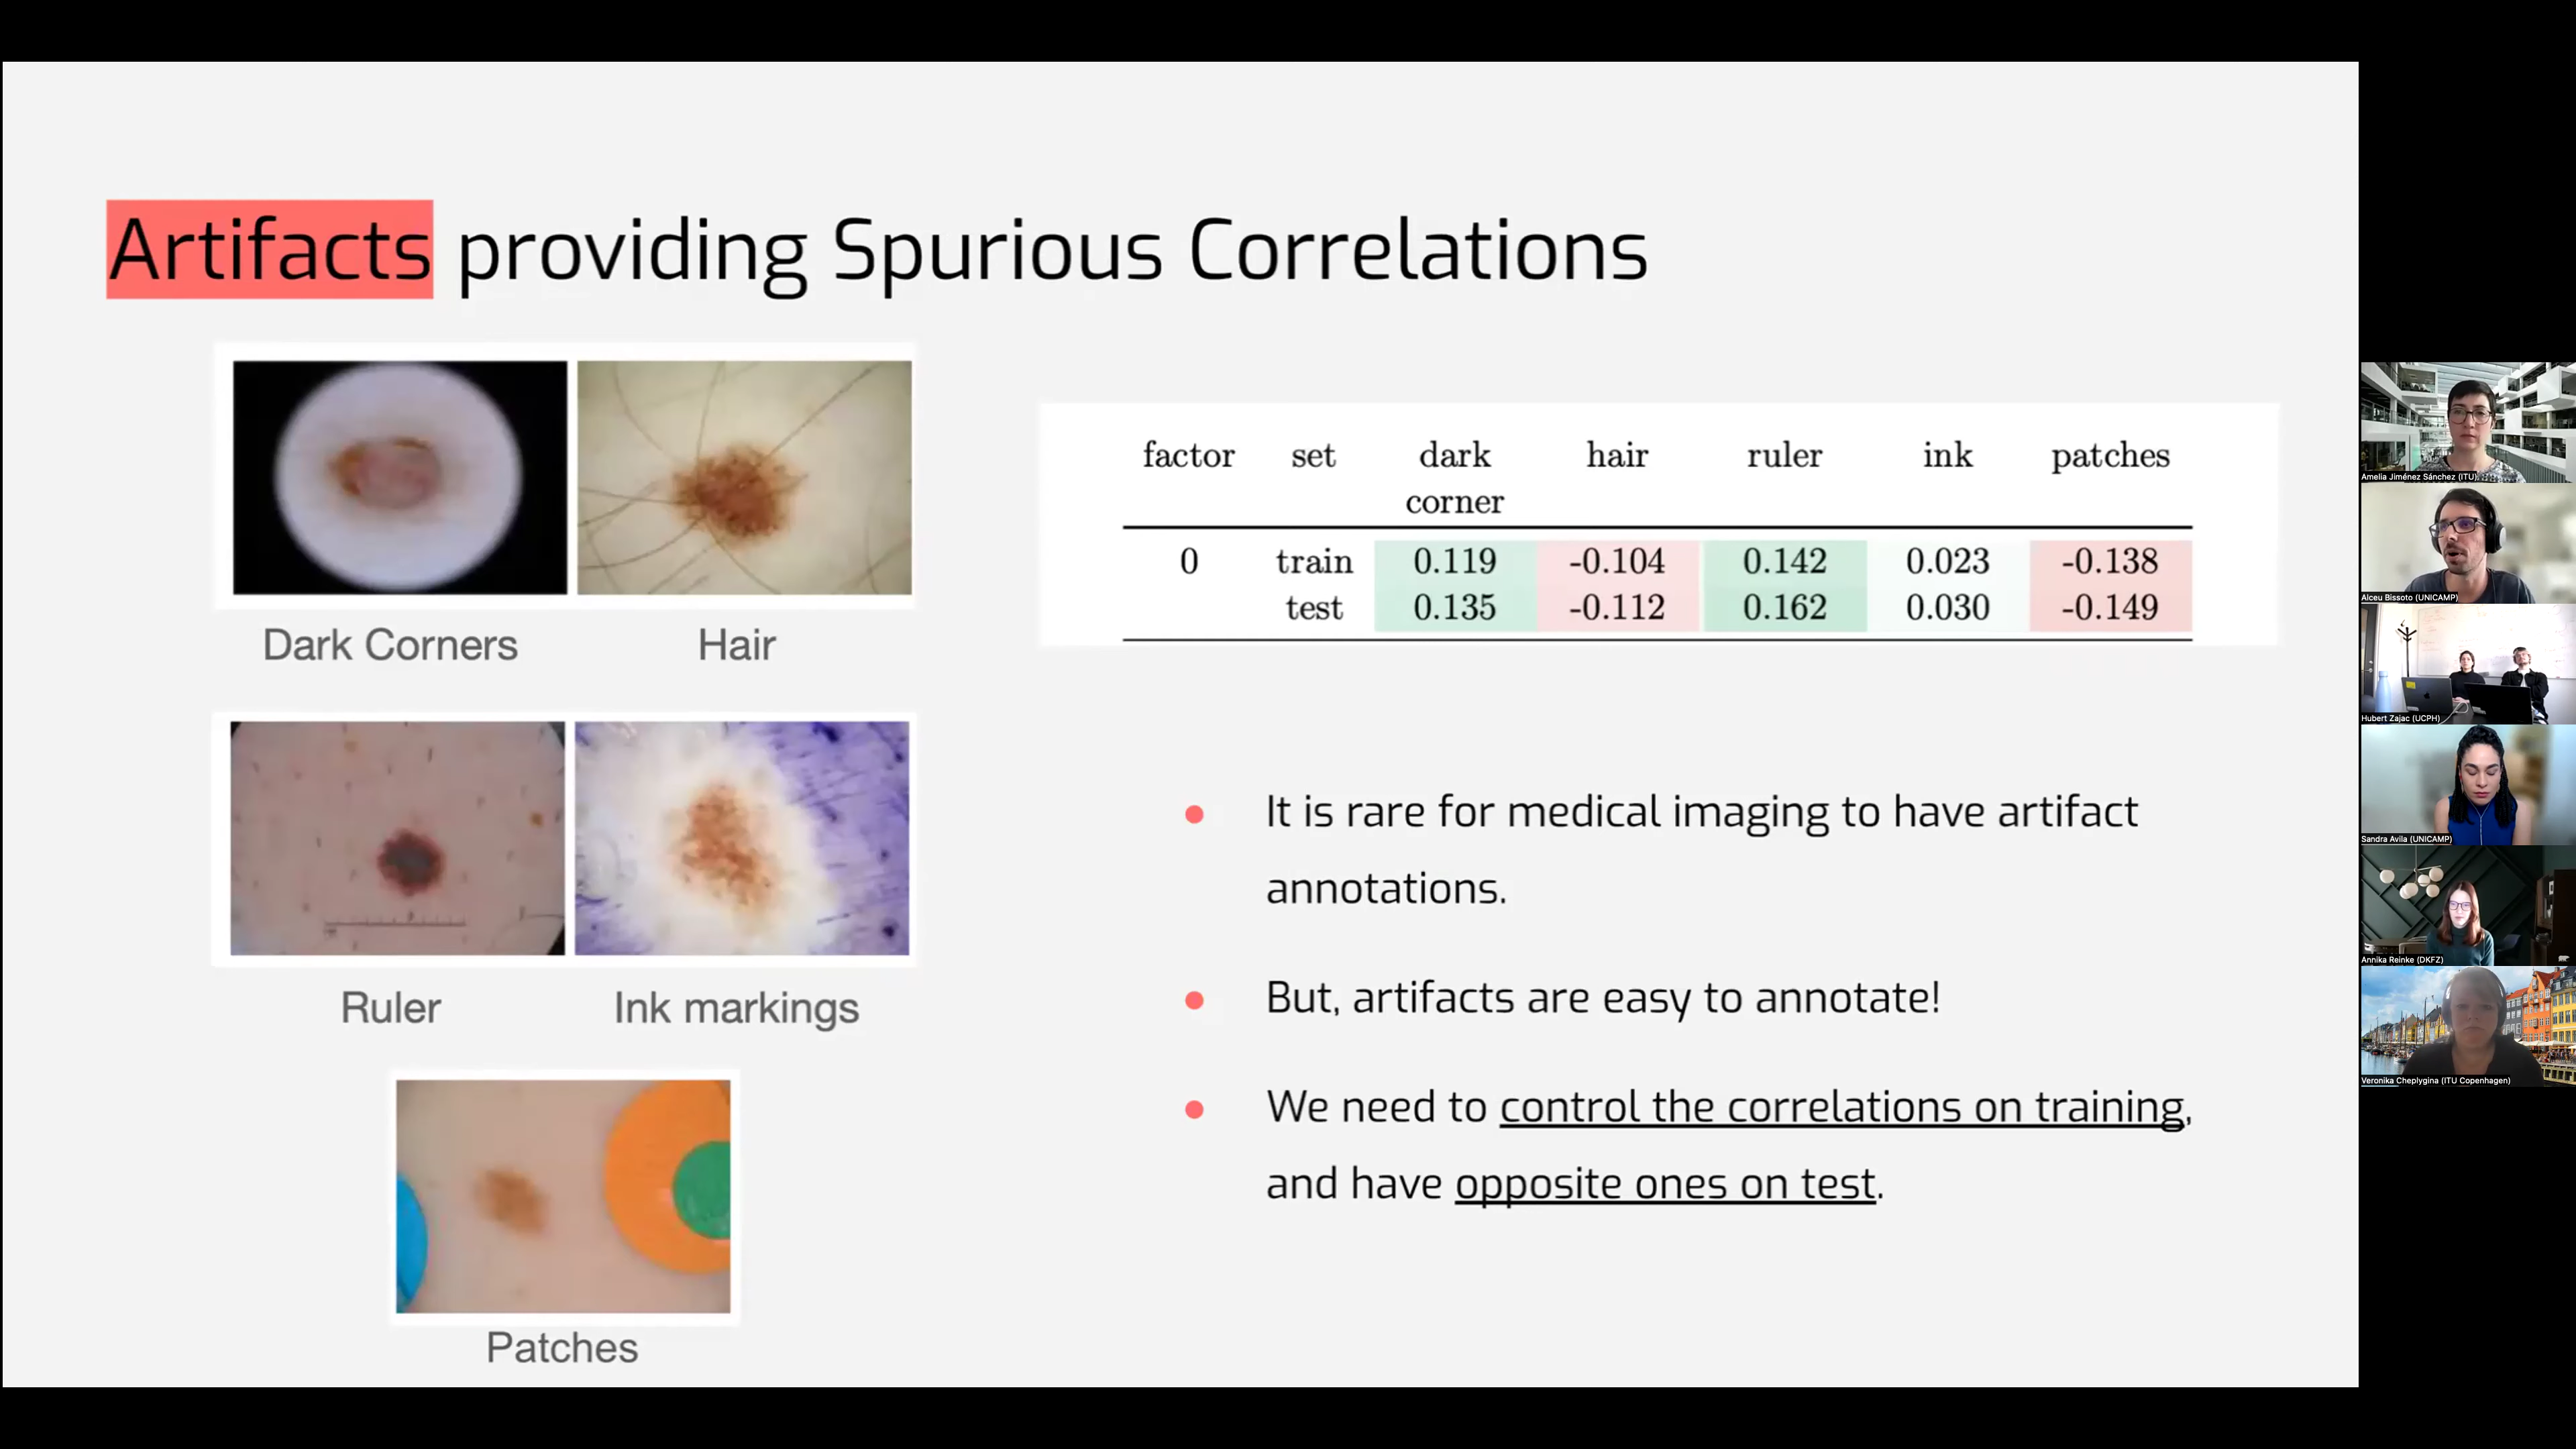 Artifacts providing Spurious Correlations
Dark Corners
Hair
Ruler
Ink markings
Patches
factor set dark hair ruler ink patches
corner
0 train 0.119 -0.104 0.142 0.023 -0.138
test 0.135 -0.112 0.162 0.030 -0.149
It is rare for medical imaging to have artifact
annotations.
But, artifacts are easy to annotate!
We need to control the correlations on training,
and have opposite ones on test.
Amelia Jiménez Sánchez (ITU)
Alceu Bissoto (UNICAMP)
Hubert Zajac (UCPH)
Sandra Avila (UNICAMP)
Annika Reinke (DKFZ)
Veronika Cheplygina (ITU Copenhagen)